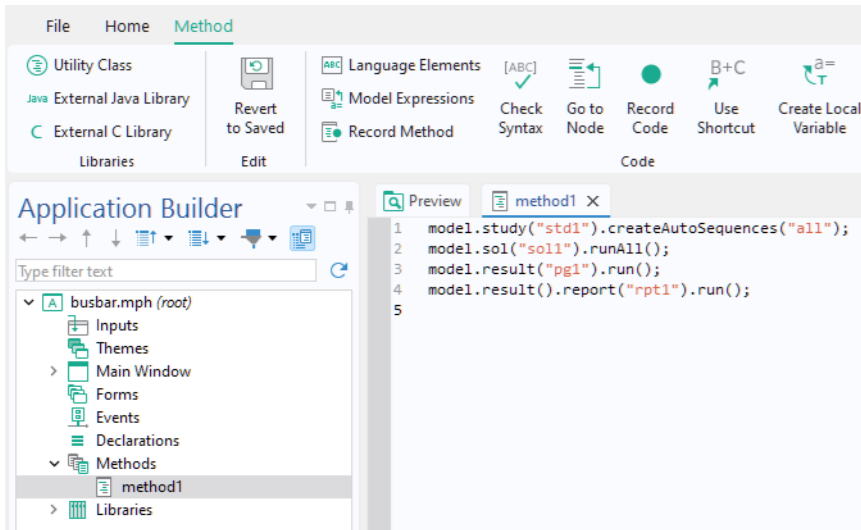 File Home Method
Utility Class
Java External Java Library
C External C Library
Libraries
Revert
to Saved
Edit
ABC Language Elements
a= Model Expressions
Record Method
[ABC]
Check
Syntax
Go to
Node
Record
Code
B+C
Use
Shortcut
a=
T
Create Local
Variable
Code
Application Builder
Type filter text
A busbar.mph (root)
Inputs
Themes
Main Window
Forms
Events
Declarations
Methods
method1
Libraries
Preview method1
1 model.study("std1").createAutoSequences("all");
2 model.sol("sol1").runAll();
3 model.result("pg1").run();
4 model.result().report("rpt1").run();
5